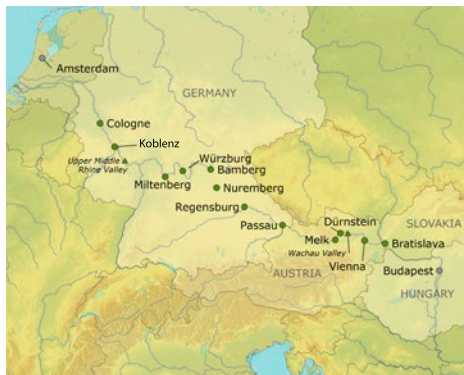 Amsterdam
GERMANY
Cologne
Koblenz
Upper Middle
Rhine Valley
Würzburg
Bamberg
Miltenberg
Nuremberg
Regensburg
Passau
Dürnstein
SLOVAKIA
Melk
Bratislava
Wachau Valley
Vienna
AUSTRIA
Budapest
HUNGARY